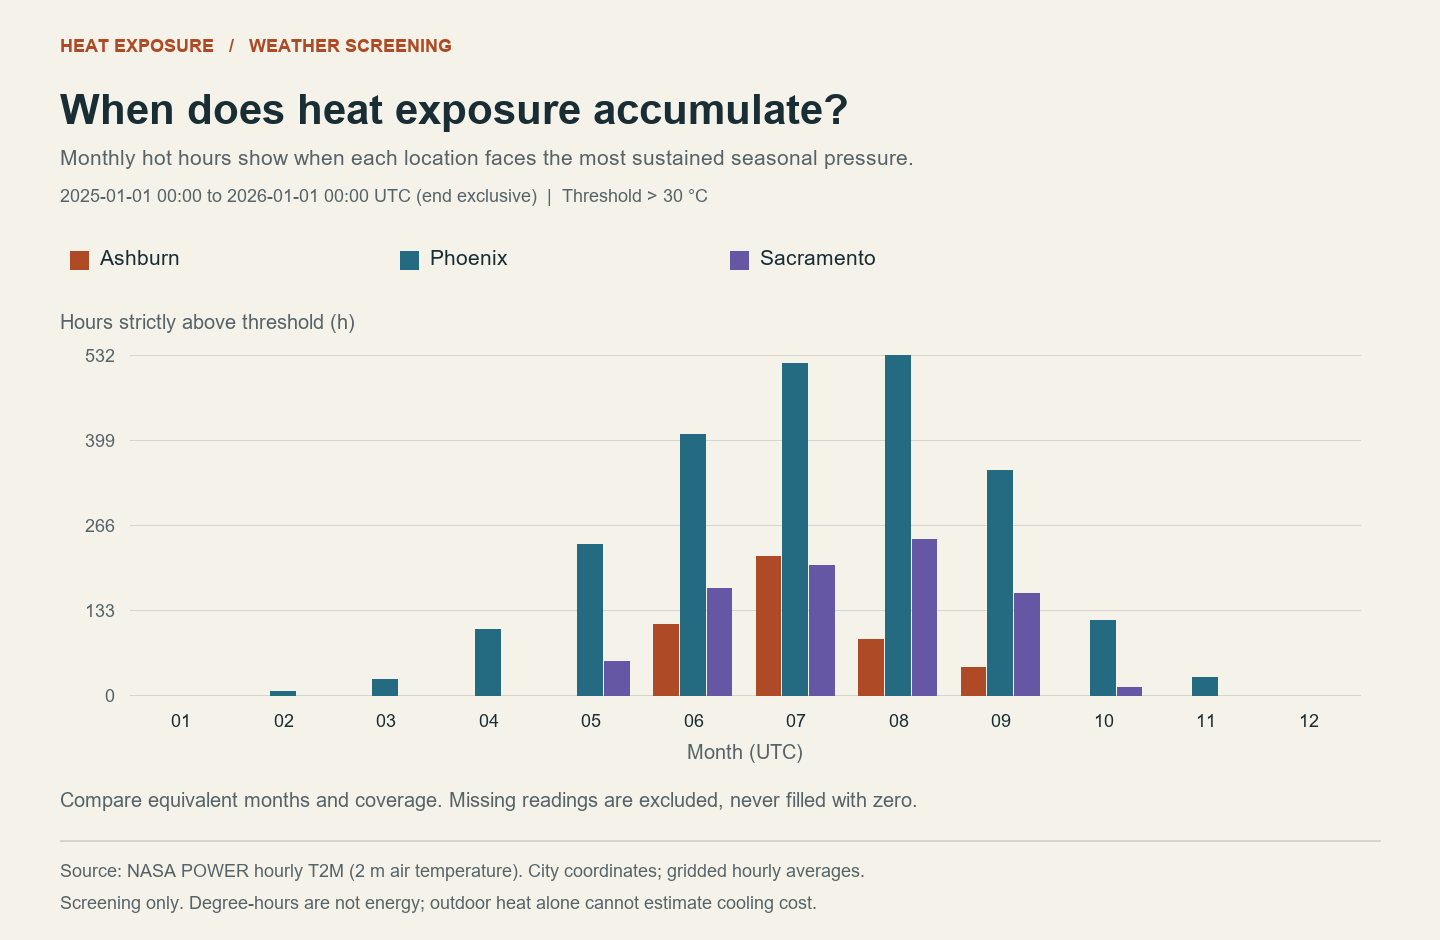 HEAT EXPOSURE / WEATHER SCREENING
When does heat exposure accumulate?
Monthly hot hours show when each location faces the most sustained seasonal pressure.
2025-01-01 00:00 to 2026-01-01 00:00 UTC (end exclusive) | Threshold > 30 °C
Ashburn Phoenix Sacramento
Hours strictly above threshold (h)
532
399
266
133
0
01 02 03 04 05 06 07 08 09 10 11 12
Month (UTC)
Compare equivalent months and coverage. Missing readings are excluded, never filled with zero.
Source: NASA POWER hourly T2M (2 m air temperature). City coordinates; gridded hourly averages.
Screening only. Degree-hours are not energy; outdoor heat alone cannot estimate cooling cost.